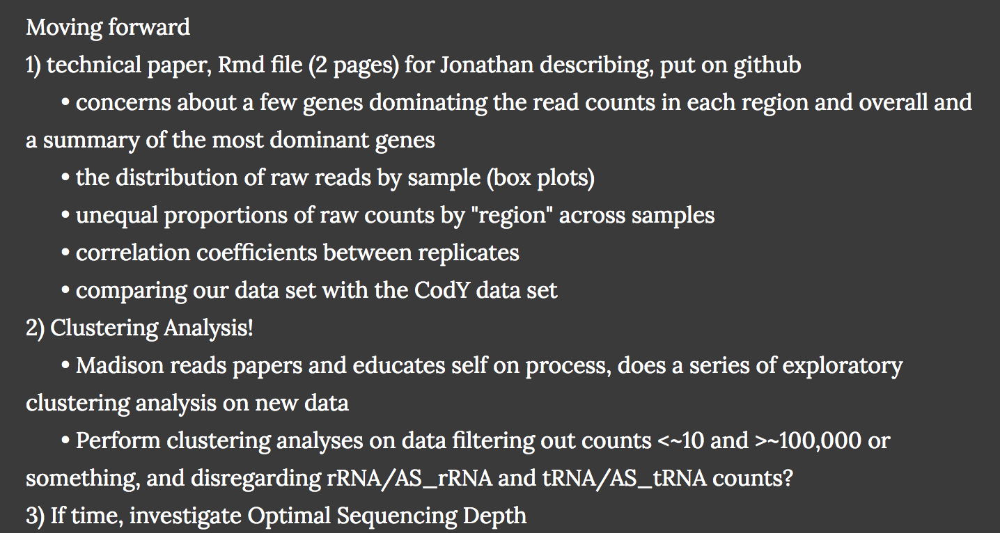 Moving forward
1) technical paper, Rmd file (2 pages) for Jonathan describing, put on github
• concerns about a few genes dominating the read counts in each region and overall and
a summary of the most dominant genes
• the distribution of raw reads by sample (box plots)
• unequal proportions of raw counts by "region" across samples
• correlation coefficients between replicates
• comparing our data set with the CodY data set
2) Clustering Analysis!
• Madison reads papers and educates self on process, does a series of exploratory
clustering analysis on new data
• Perform clustering analyses on data filtering out counts <~10 and >~100,000 or
something, and disregarding rRNA/AS_rRNA and tRNA/AS_tRNA counts?
3) If time, investigate Optimal Sequencing Depth